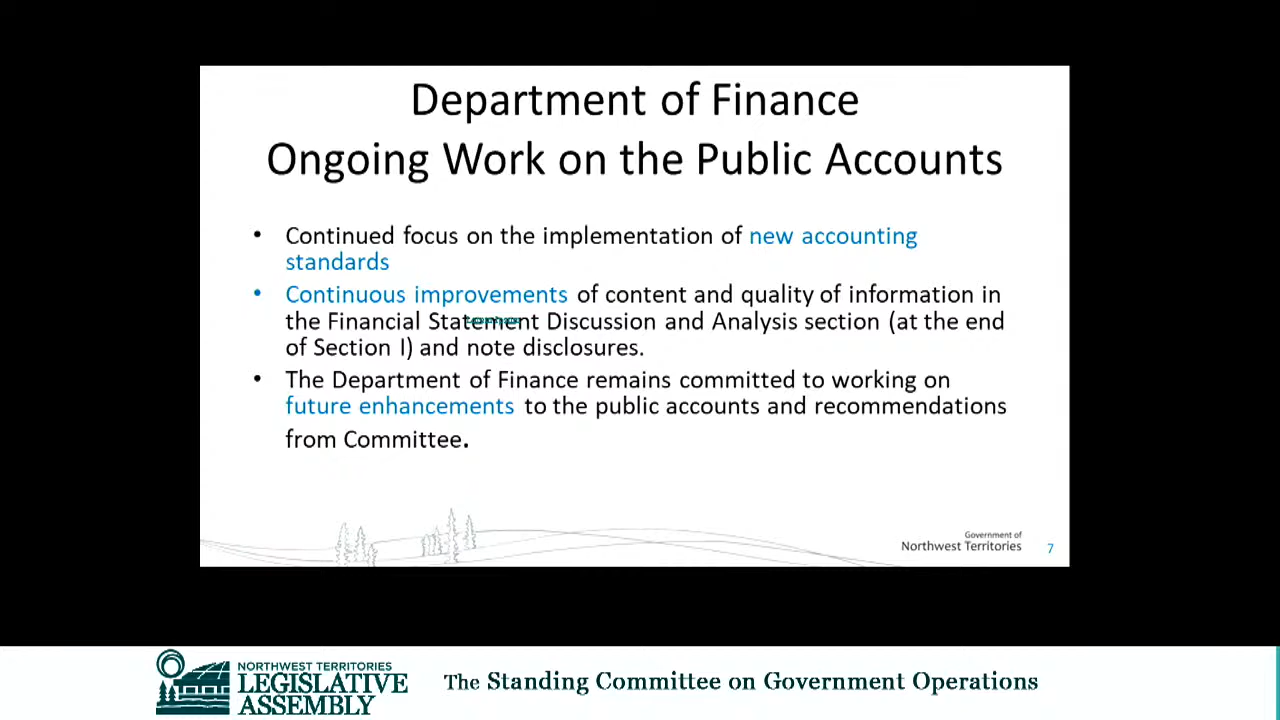 Department of Finance
Ongoing Work on the Public Accounts
• Continued focus on the implementation of new accounting
standards
• Continuous improvements of content and quality of information in
the Financial Statement Discussion and Analysis section (at the end
of Section I) and note disclosures.
• The Department of Finance remains committed to working on
future enhancements to the public accounts and recommendations
from Committee.
Government of
Northwest Territories
7
NORTHWEST TERRITORIES
LEGISLATIVE
ASSEMBLY
The Standing Committee on Government Operations